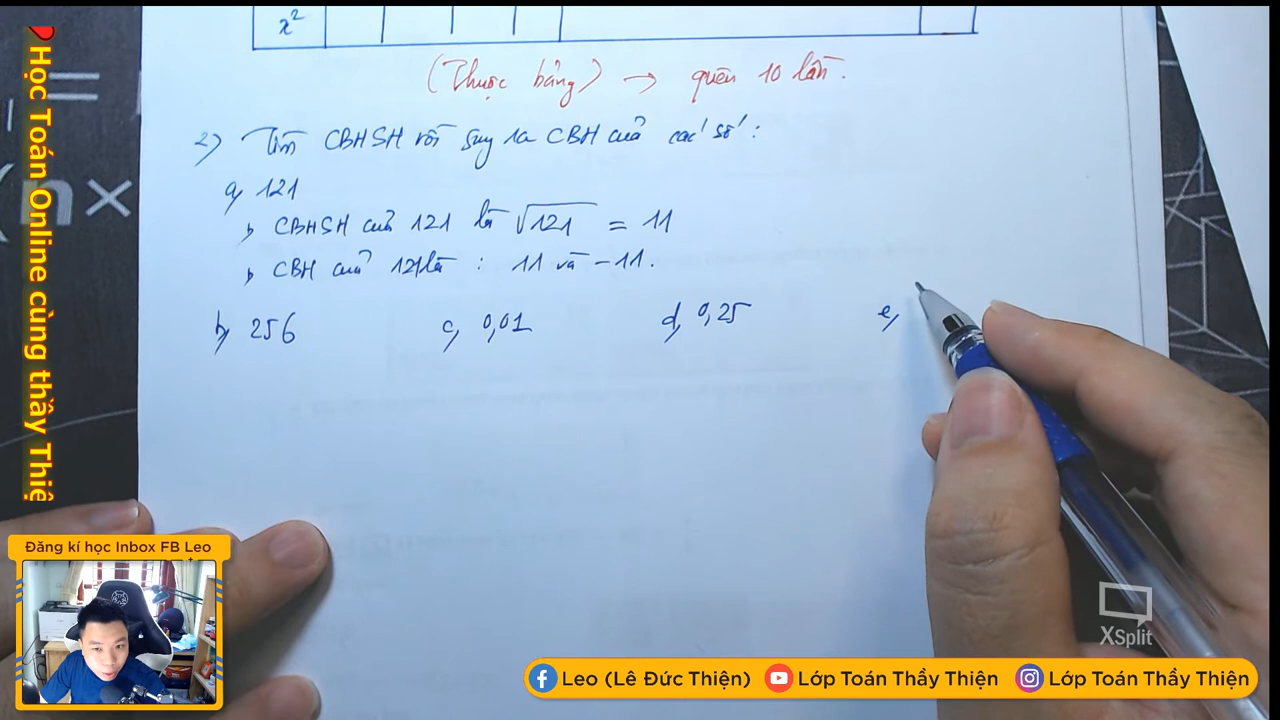 x²
(Thuộc bảng) → quên 10 lần.
2) Tìm CBHSH rồi suy ra CBH của các số :
a, 121
CBHSH của 121 là √121 = 11
CBH của 121 là : 11 và -11.
b, 256 c, 0,01 d, 0,25 e,
Học Toán Online cùng thầy Thiệ
Đăng kí học Inbox FB Leo
XSplit
Leo (Lê Đức Thiện) Lớp Toán Thầy Thiện Lớp Toán Thầy Thiện